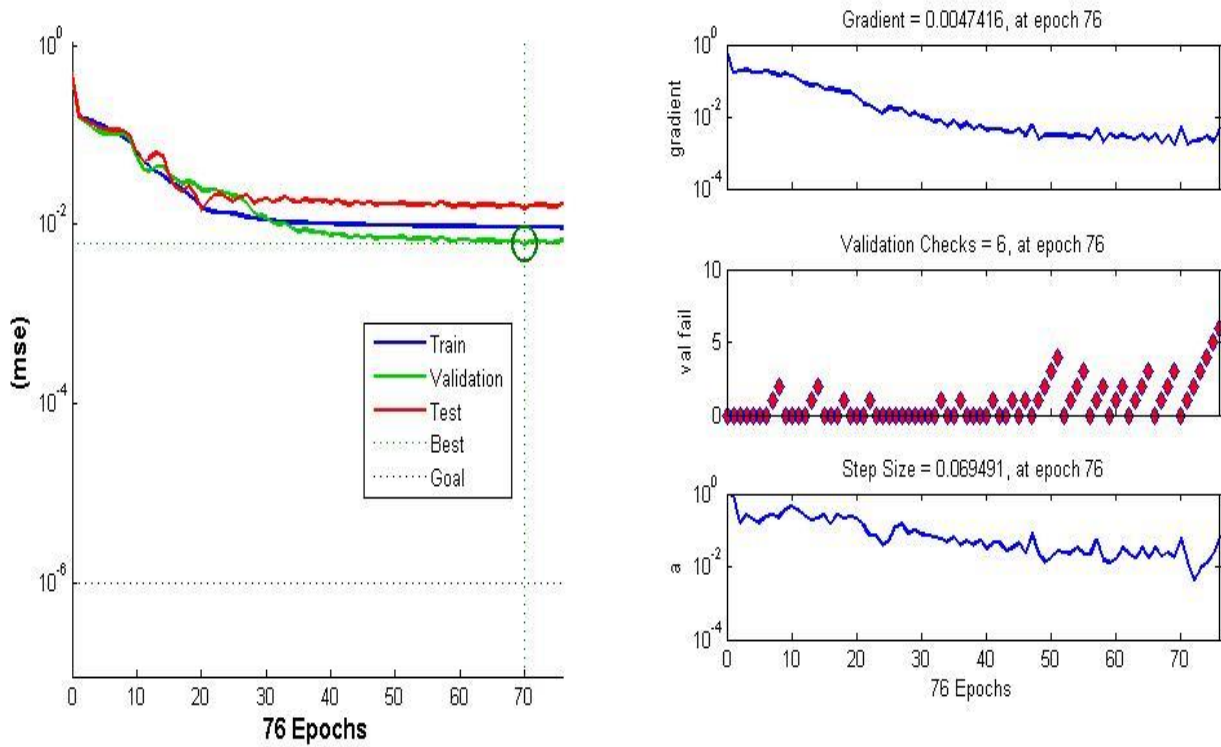 10^0
10^-2
10^-4
10^-6
(mse)
Train
Validation
Test
Best
Goal
0 10 20 30 40 50 60 70
76 Epochs
Gradient = 0.0047416, at epoch 76
10^0
10^-2
10^-4
gradient
Validation Checks = 6, at epoch 76
10
5
0
val fail
Step Size = 0.069491, at epoch 76
10^0
10^-2
10^-4
a
0 10 20 30 40 50 60 70
76 Epochs